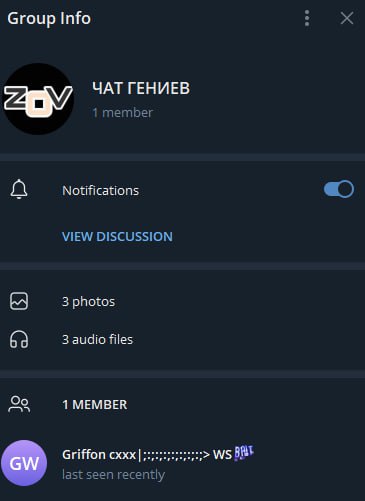 Group Info
ZOV
ЧАТ ГЕНИЕВ
1 member
Notifications
VIEW DISCUSSION
3 photos
3 audio files
1 MEMBER
GW
Griffon cxxx|;:;:;:;:;:;:;:;> WS
last seen recently